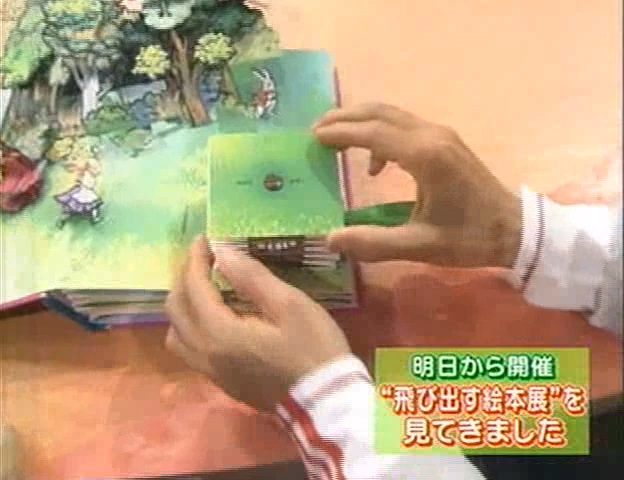 明日から開催
“飛び出す絵本展”を
見てきました